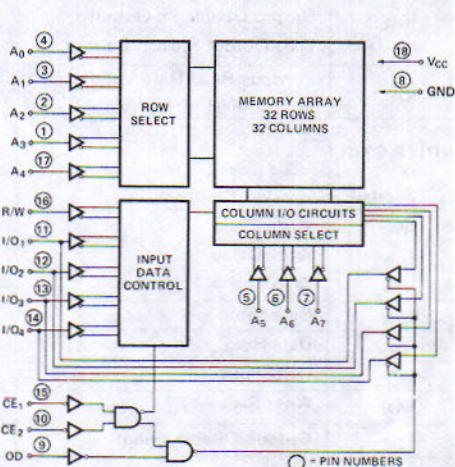 A0 4
A1 3
A2 2
A3 1
A4 17
ROW
SELECT
MEMORY ARRAY
32 ROWS
32 COLUMNS
18 VCC
8 GND
R/W 16
I/O1 11
I/O2 12
I/O3 13
I/O4 14
INPUT
DATA
CONTROL
COLUMN I/O CIRCUITS
COLUMN SELECT
5 6 7
A5 A6 A7
CE1 15
CE2 10
OD 9
= PIN NUMBERS